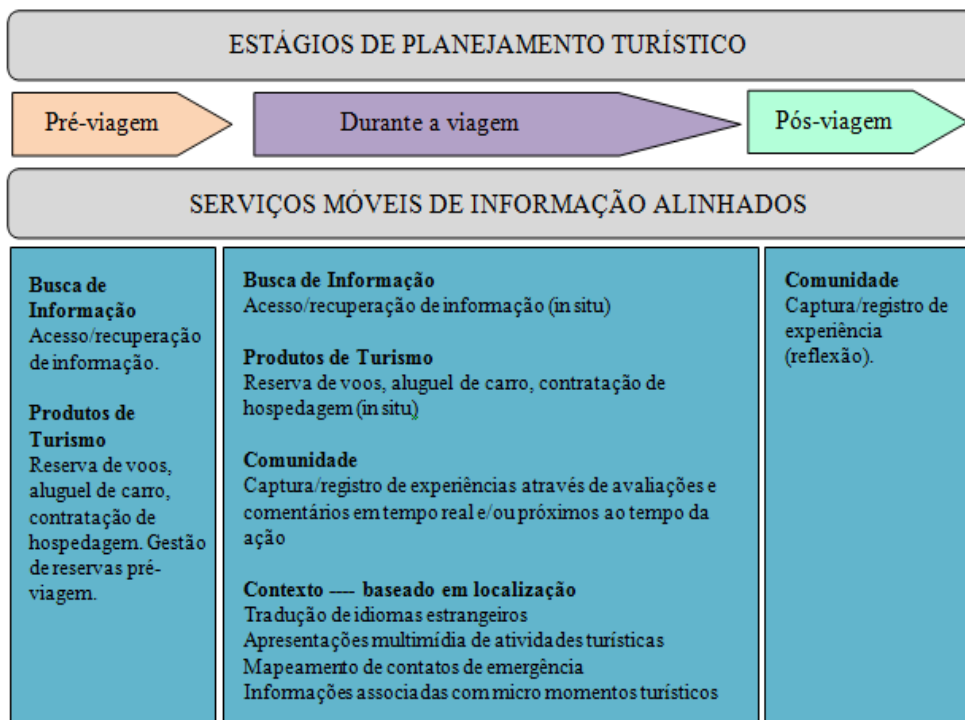 ESTÁGIOS DE PLANEJAMENTO TURÍSTICO
Pré-viagem
Durante a viagem
Pós-viagem
SERVIÇOS MÓVEIS DE INFORMAÇÃO ALINHADOS
Busca de
Informação
Acesso/recuperação
de informação.
Produtos de
Turismo
Reserva de voos,
aluguel de carro,
contratação de
hospedagem. Gestão
de reservas pré-
viagem.
Busca de Informação
Acesso/recuperação de informação (in situ)
Produtos de Turismo
Reserva de voos, aluguel de carro, contratação de
hospedagem (in situ)
Comunidade
Captura/registro de experiências através de avaliações e
comentários em tempo real e/ou próximos ao tempo da
ação
Contexto ---- baseado em localização
Tradução de idiomas estrangeiros
Apresentações multimídia de atividades turísticas
Mapeamento de contatos de emergência
Informações associadas com micro momentos turísticos
Comunidade
Captura/registro de
experiência
(reflexão).